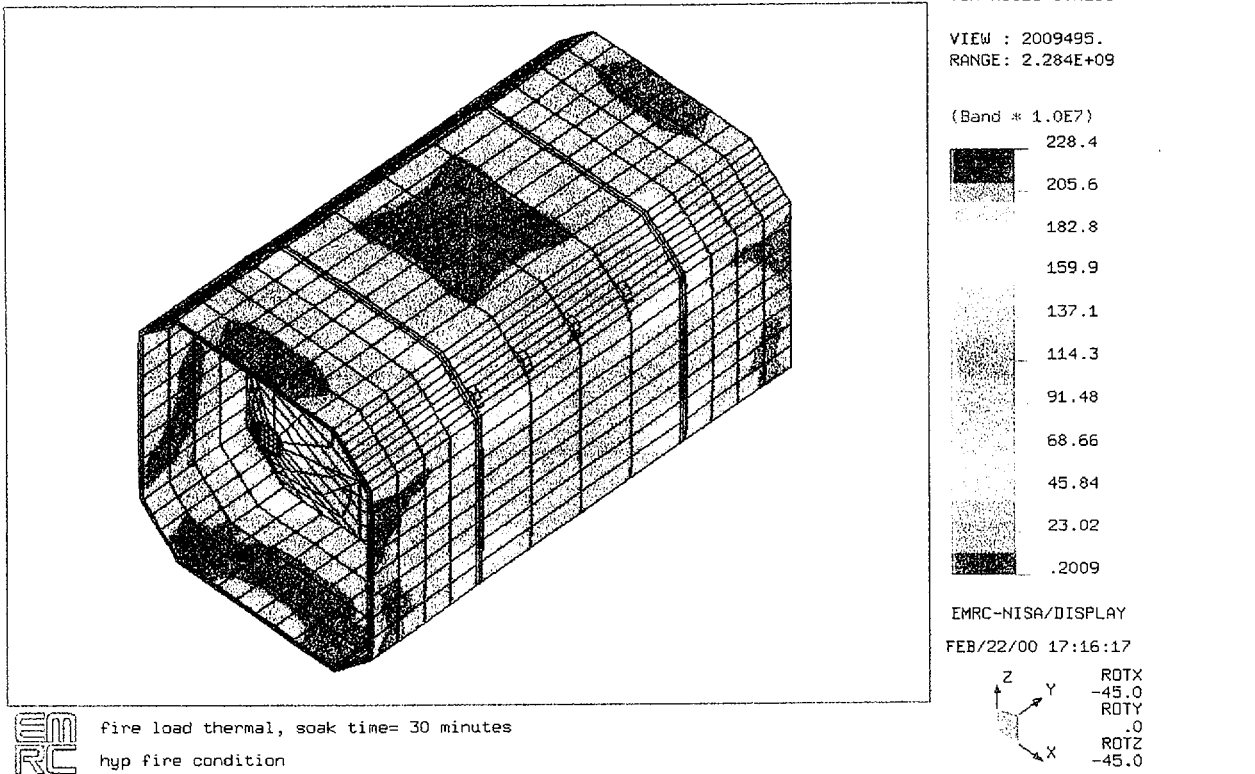 VIEW : 2009495.
RANGE: 2.284E+09
(Band * 1.0E7)
228.4
205.6
182.8
159.9
137.1
114.3
91.48
68.66
45.84
23.02
.2009
EMRC-NISA/DISPLAY
FEB/22/00 17:16:17
Z
Y
X
ROTX
-45.0
ROTY
.0
ROTZ
-45.0
EMRC
fire load thermal, soak time= 30 minutes
hyp fire condition